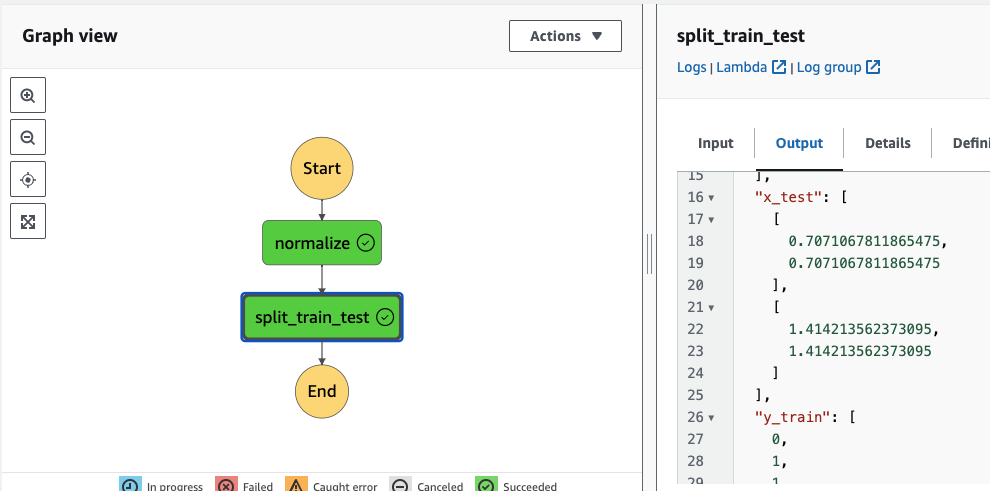 Graph view
Actions
Start
normalize
split_train_test
End
In progress
Failed
Caught error
Canceled
Succeeded
split_train_test
Logs | Lambda | Log group
Input
Output
Details
Defini
15 ],
16 "x_test": [
17 [
18 0.7071067811865475,
19 0.7071067811865475
20 ],
21 [
22 1.414213562373095,
23 1.414213562373095
24 ]
25 ],
26 "y_train": [
27 0,
28 1,
29 1